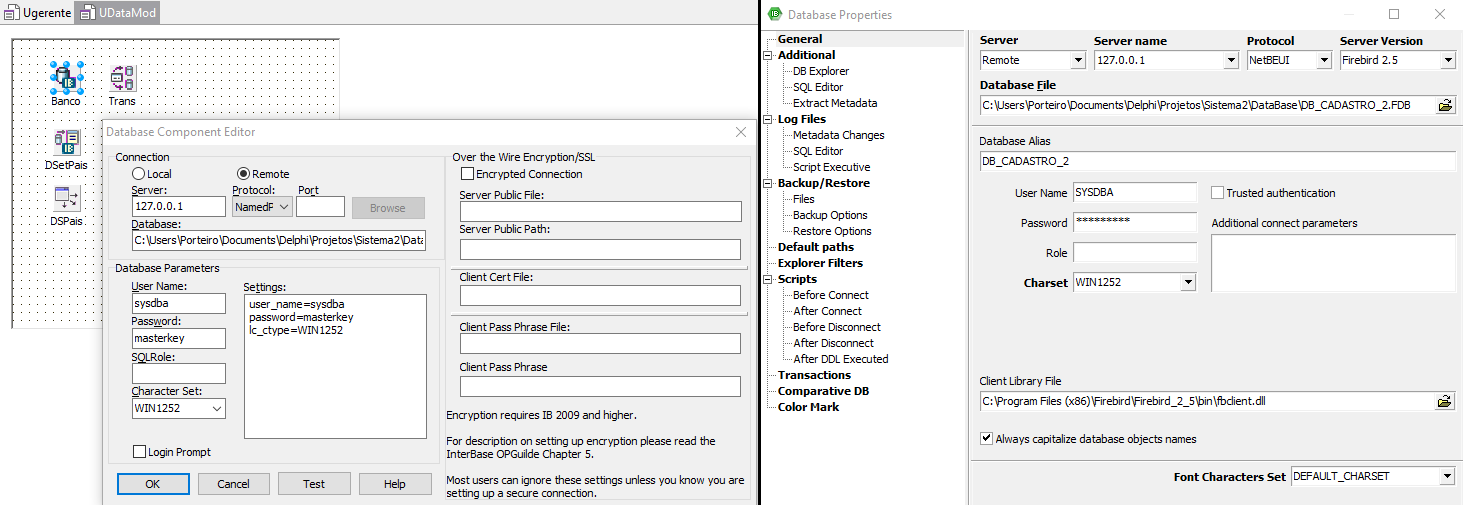 Ugerente UDataMod
Banco Trans
DSetPais
DSPais
Database Component Editor
Connection
Local Remote
Server: Protocol: Port
127.0.0.1 NamedP Browse
Database:
C:\Users\Porteiro\Documents\Delphi\Projetos\Sistema2\Data
Database Parameters
User Name:
sysdba
Password:
masterkey
SQLRole:
Character Set:
WIN1252
Settings:
user_name=sysdba
password=masterkey
lc_ctype=WIN1252
Login Prompt
OK Cancel Test Help
Over the Wire Encryption/SSL
Encrypted Connection
Server Public File:
Server Public Path:
Client Cert File:
Client Pass Phrase File:
Client Pass Phrase
Encryption requires IB 2009 and higher.
For description on setting up encryption please read the
InterBase OPGuilde Chapter 5.
Most users can ignore these settings unless you know you are
setting up a secure connection.
Database Properties
General
Additional
DB Explorer
SQL Editor
Extract Metadata
Log Files
Metadata Changes
SQL Editor
Script Executive
Backup/Restore
Files
Backup Options
Restore Options
Default paths
Explorer Filters
Scripts
Before Connect
After Connect
Before Disconnect
After Disconnect
After DDL Executed
Transactions
Comparative DB
Color Mark
Server Server name Protocol Server Version
Remote 127.0.0.1 NetBEUI Firebird 2.5
Database File
C:\Users\Porteiro\Documents\Delphi\Projetos\Sistema2\DataBase\DB_CADASTRO_2.FDB
Database Alias
DB_CADASTRO_2
User Name SYSDBA Trusted authentication
Password ********* Additional connect parameters
Role
Charset WIN1252
Client Library File
C:\Program Files (x86)\Firebird\Firebird_2_5\bin\fbclient.dll
Always capitalize database objects names
Font Characters Set DEFAULT_CHARSET